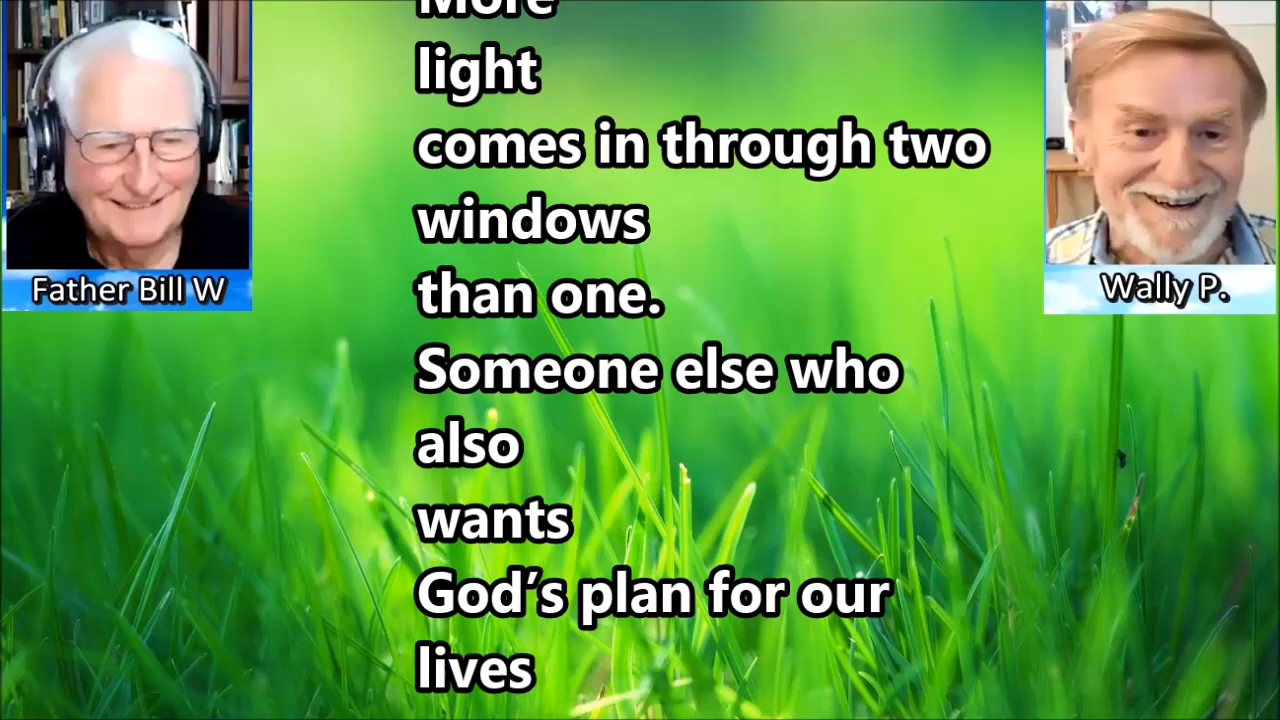 More
light
comes in through two
windows
than one.
Someone else who
also
wants
God's plan for our
lives
Father Bill W
Wally P.